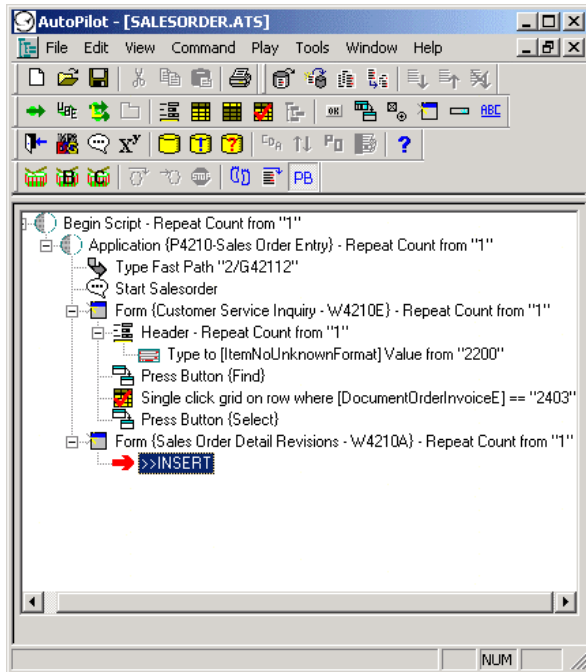 AutoPilot - [SALESORDER.ATS]
File Edit View Command Play Tools Window Help
OK ABC
PB
Begin Script - Repeat Count from "1"
Application {P4210-Sales Order Entry} - Repeat Count from "1"
Type Fast Path "2/G42112"
Start Salesorder
Form {Customer Service Inquiry - W4210E} - Repeat Count from "1"
Header - Repeat Count from "1"
Type to [ItemNoUnknownFormat] Value from "2200"
Press Button {Find}
Single click grid on row where [DocumentOrderInvoiceE] == "2403"
Press Button {Select}
Form {Sales Order Detail Revisions - W4210A} - Repeat Count from "1"
>>INSERT
NUM